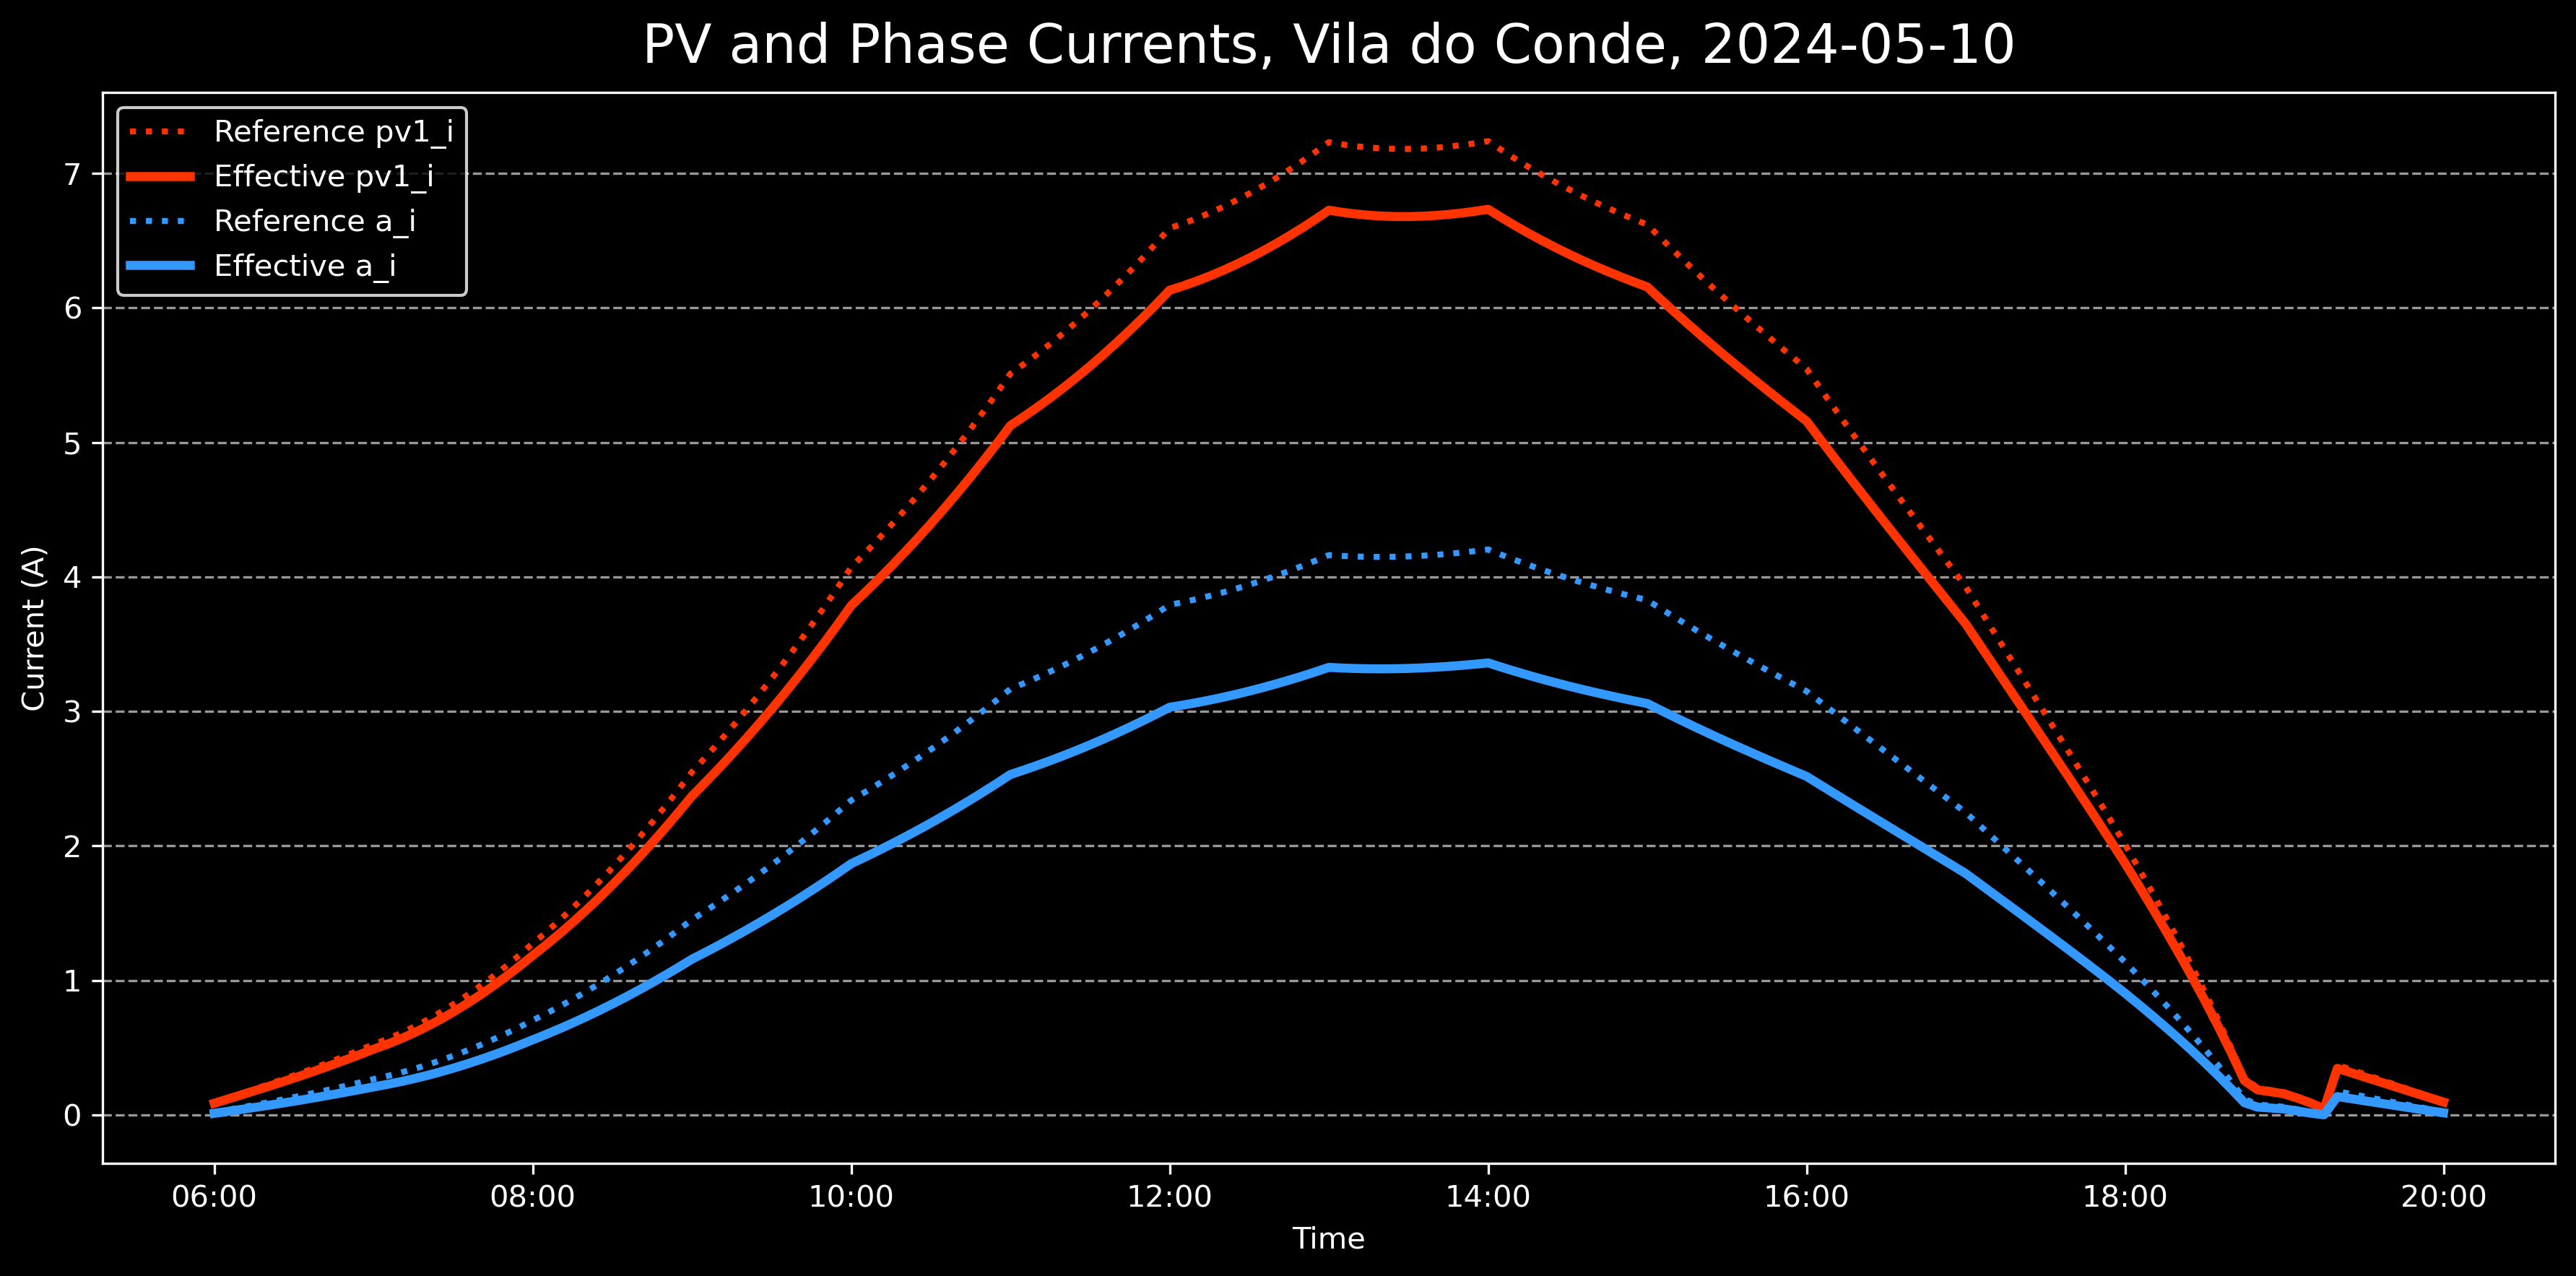 PV and Phase Currents, Vila do Conde, 2024-05-10
Reference pv1_i
Effective pv1_i
Reference a_i
Effective a_i
7
6
5
4
3
2
1
0
Current (A)
06:00 08:00 10:00 12:00 14:00 16:00 18:00 20:00
Time